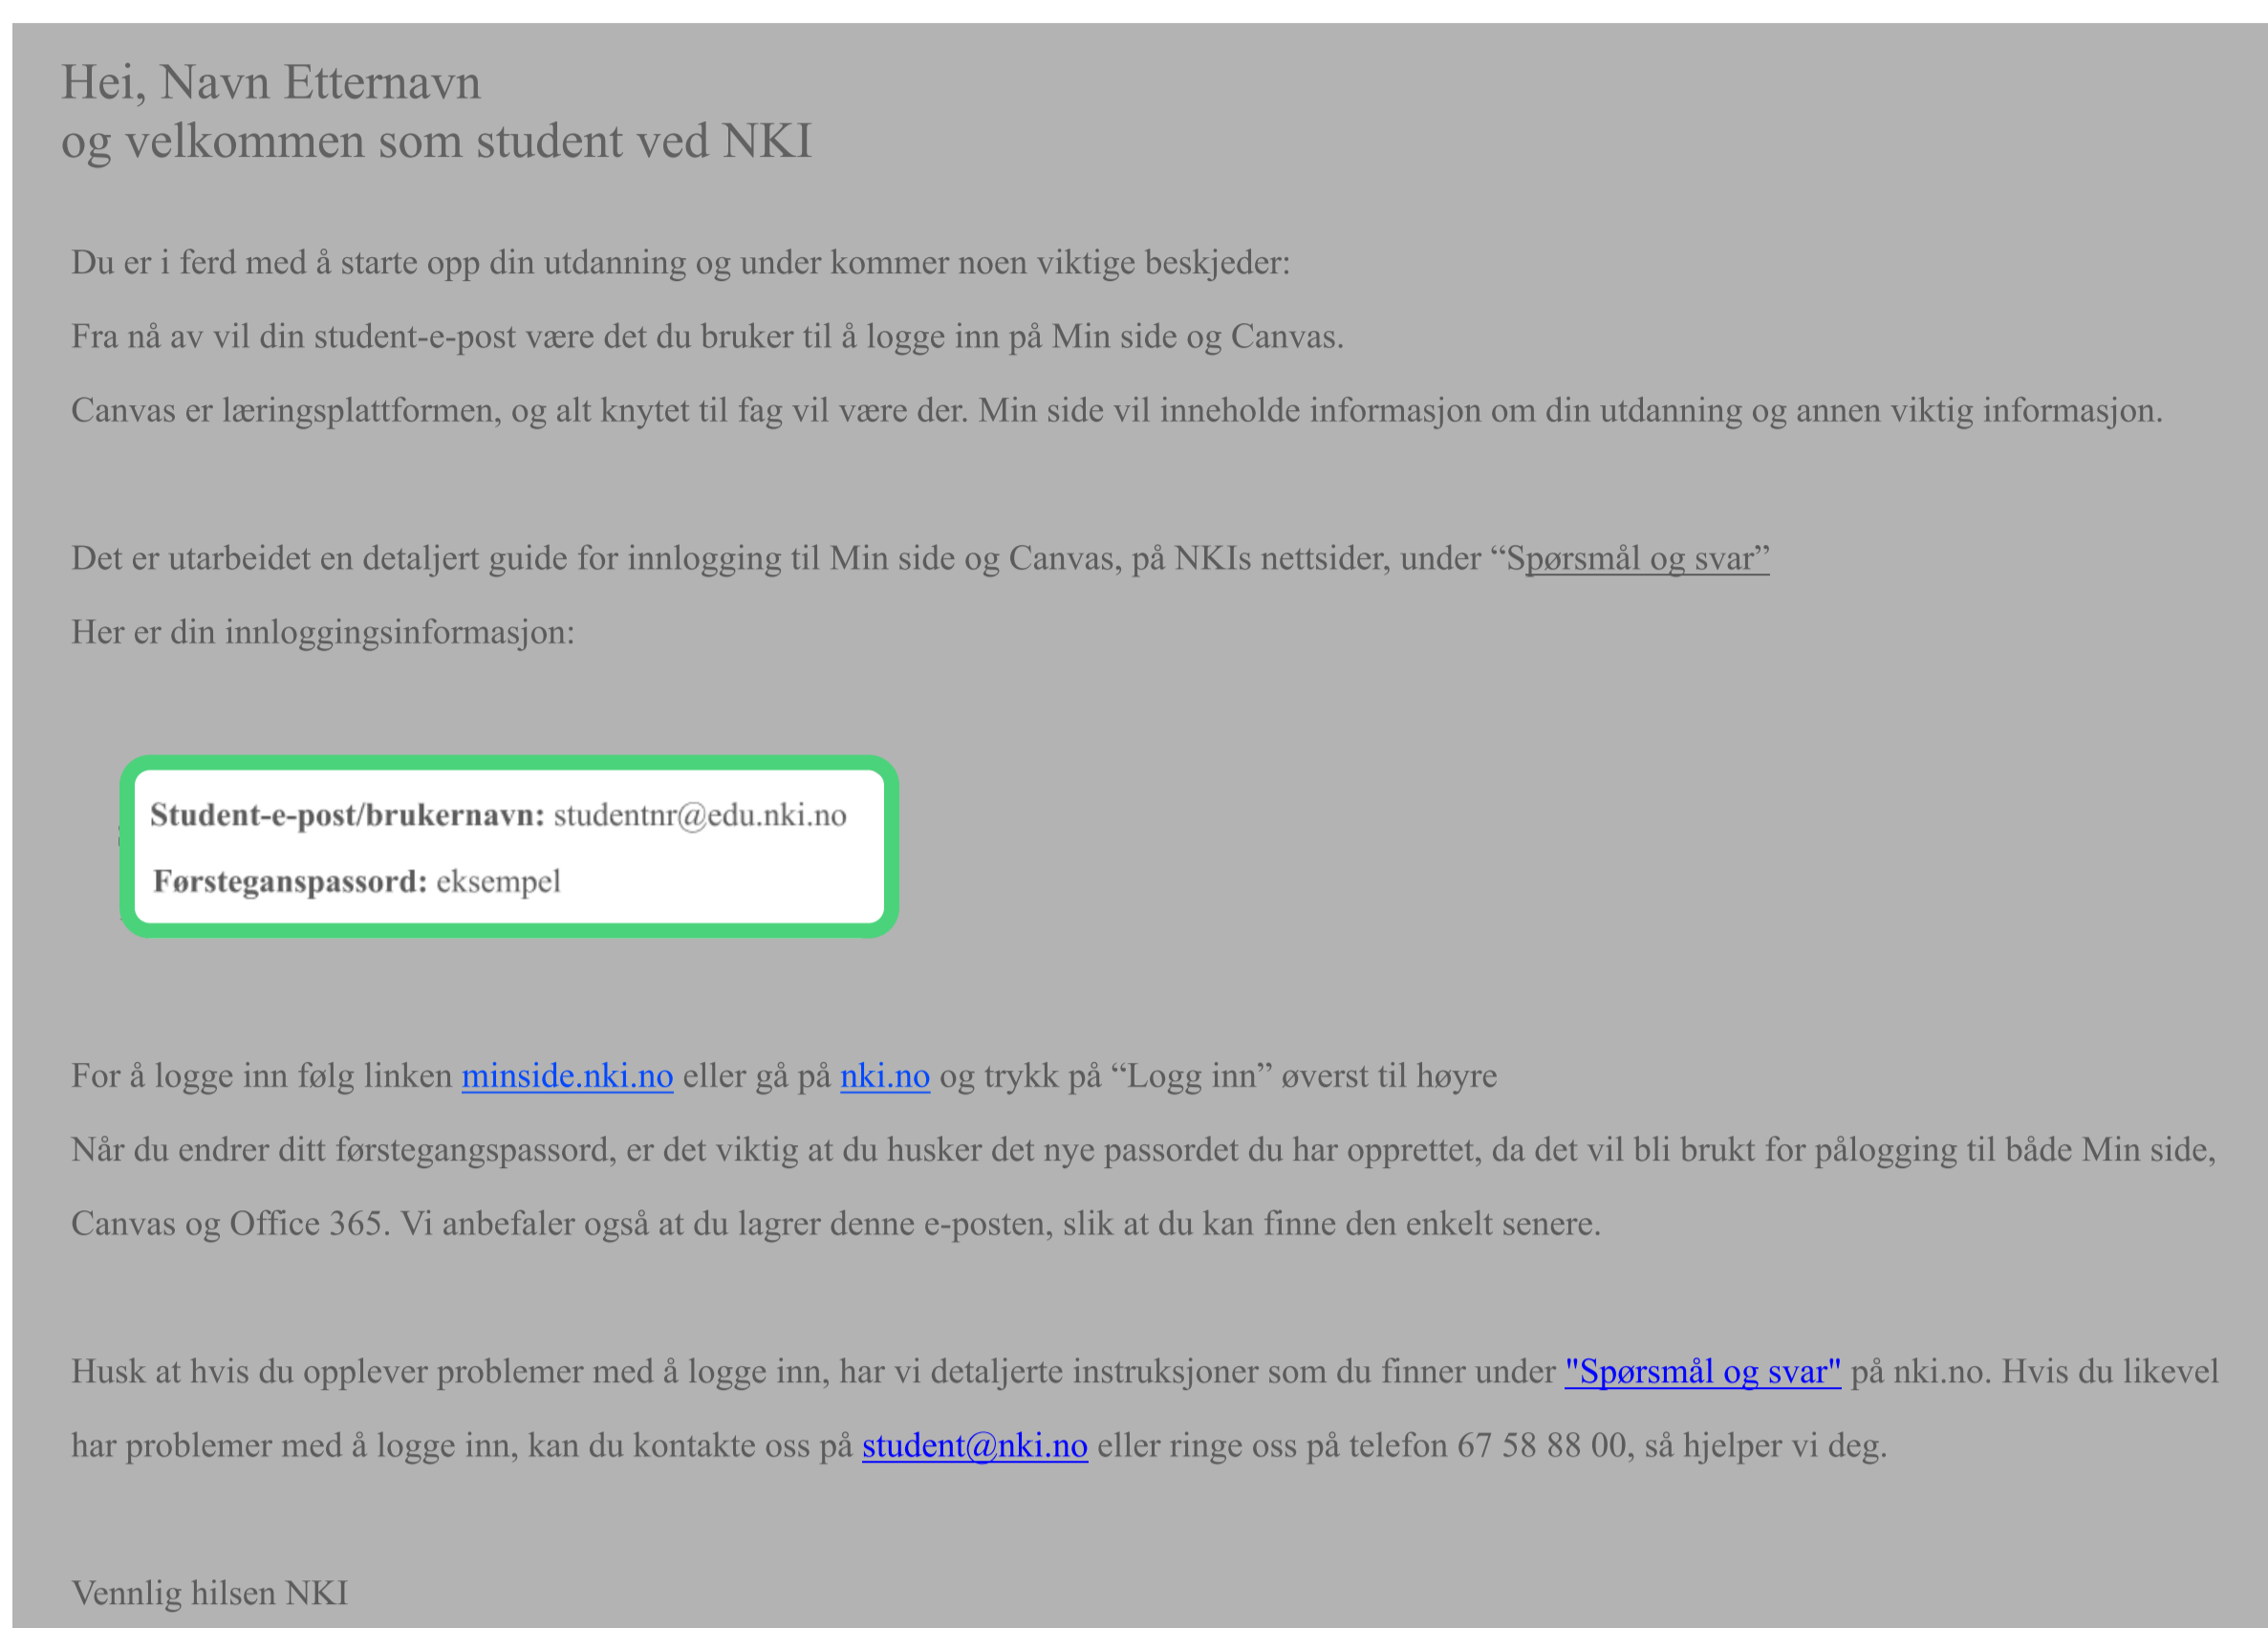 Hei, Navn Etternavn
og velkommen som student ved NKI
Du er i ferd med å starte opp din utdanning og under kommer noen viktige beskjeder:
Fra nå av vil din student-e-post være det du bruker til å logge inn på Min side og Canvas.
Canvas er læringsplattformen, og alt knytet til fag vil være der. Min side vil inneholde informasjon om din utdanning og annen viktig informasjon.
Det er utarbeidet en detaljert guide for innlogging til Min side og Canvas, på NKIs nettsider, under “Spørsmål og svar”
Her er din innloggingsinformasjon:
Student-e-post/brukernavn: studentnr@edu.nki.no
Førsteganspassord: eksempel
For å logge inn følg linken minside.nki.no eller gå på nki.no og trykk på “Logg inn” øverst til høyre
Når du endrer ditt førstegangspassord, er det viktig at du husker det nye passordet du har opprettet, da det vil bli brukt for pålogging til både Min side,
Canvas og Office 365. Vi anbefaler også at du lagrer denne e-posten, slik at du kan finne den enkelt senere.
Husk at hvis du opplever problemer med å logge inn, har vi detaljerte instruksjoner som du finner under "Spørsmål og svar" på nki.no. Hvis du likevel
har problemer med å logge inn, kan du kontakte oss på student@nki.no eller ringe oss på telefon 67 58 88 00, så hjelper vi deg.
Vennlig hilsen NKI